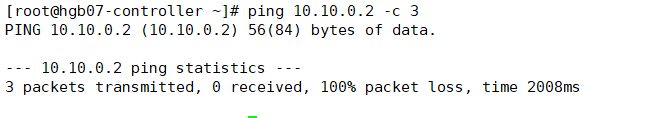 [root@hgb07-controller ~]# ping 10.10.0.2 -c 3
PING 10.10.0.2 (10.10.0.2) 56(84) bytes of data.
--- 10.10.0.2 ping statistics ---
3 packets transmitted, 0 received, 100% packet loss, time 2008ms